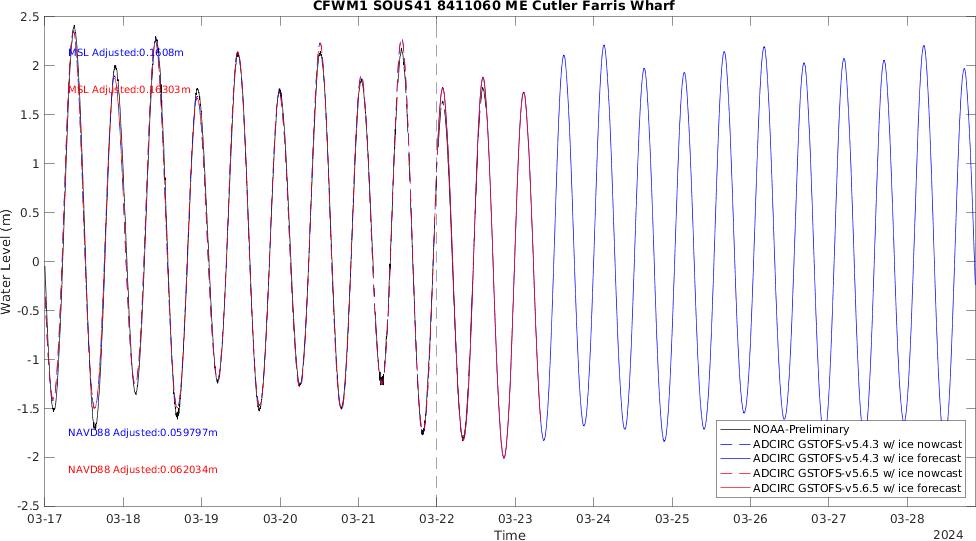 CFWM1 SOUS41 8411060 ME Cutler Farris Wharf
2.5
2
1.5
1
0.5
0
-0.5
-1
-1.5
-2
-2.5
Water Level (m)
MSL Adjusted:0.1608m
MSL Adjusted:0.16303m
NAVD88 Adjusted:0.059797m
NAVD88 Adjusted:0.062034m
NOAA-Preliminary
ADCIRC GSTOFS-v5.4.3 w/ ice nowcast
ADCIRC GSTOFS-v5.4.3 w/ ice forecast
ADCIRC GSTOFS-v5.6.5 w/ ice nowcast
ADCIRC GSTOFS-v5.6.5 w/ ice forecast
03-17 03-18 03-19 03-20 03-21 03-22 03-23 03-24 03-25 03-26 03-27 03-28
Time
2024